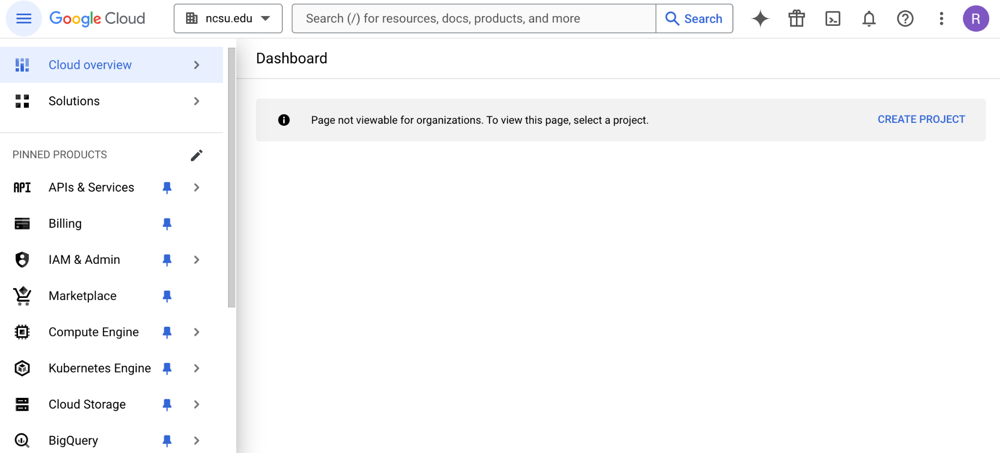 Google Cloud
ncsu.edu
Search (/) for resources, docs, products, and more
Search
R
Cloud overview
Solutions
PINNED PRODUCTS
API
APIs & Services
Billing
IAM & Admin
Marketplace
Compute Engine
Kubernetes Engine
Cloud Storage
BigQuery
Dashboard
Page not viewable for organizations. To view this page, select a project.
CREATE PROJECT